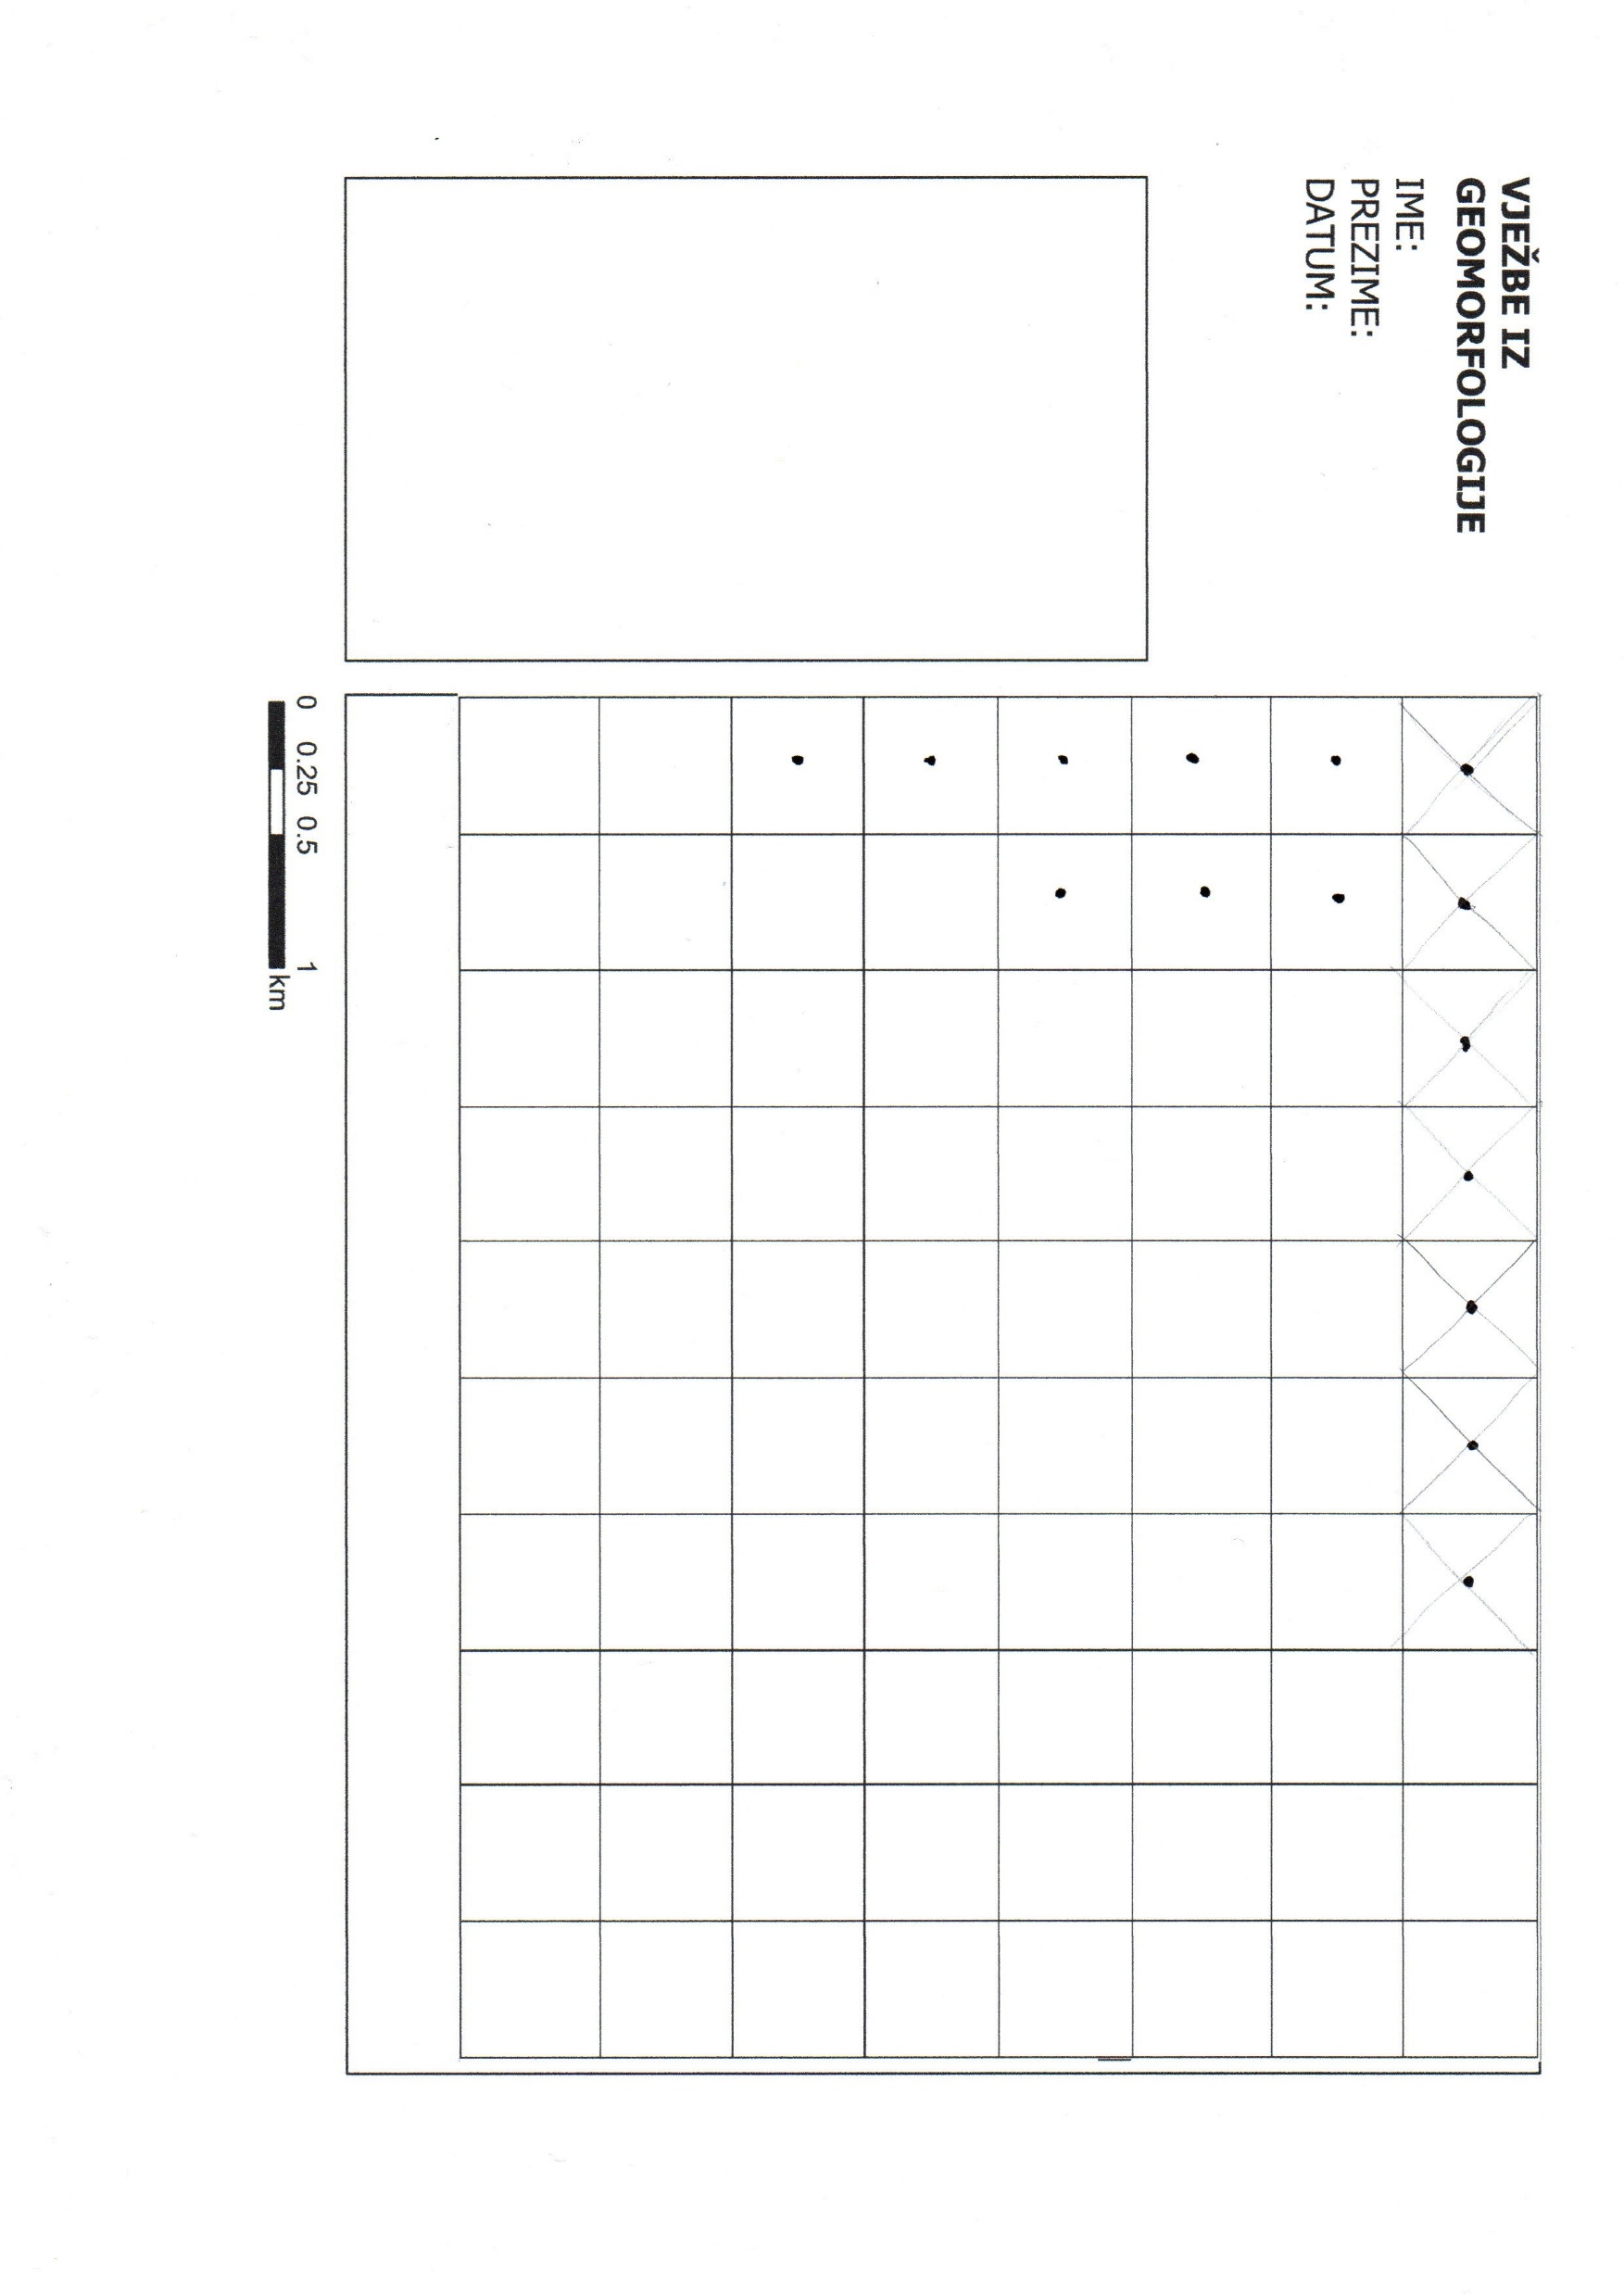 VJEŽBE IZ
GEOMORFOLOGIJE
IME:
PREZIME:
DATUM:
0 0.25 0.5 1
km